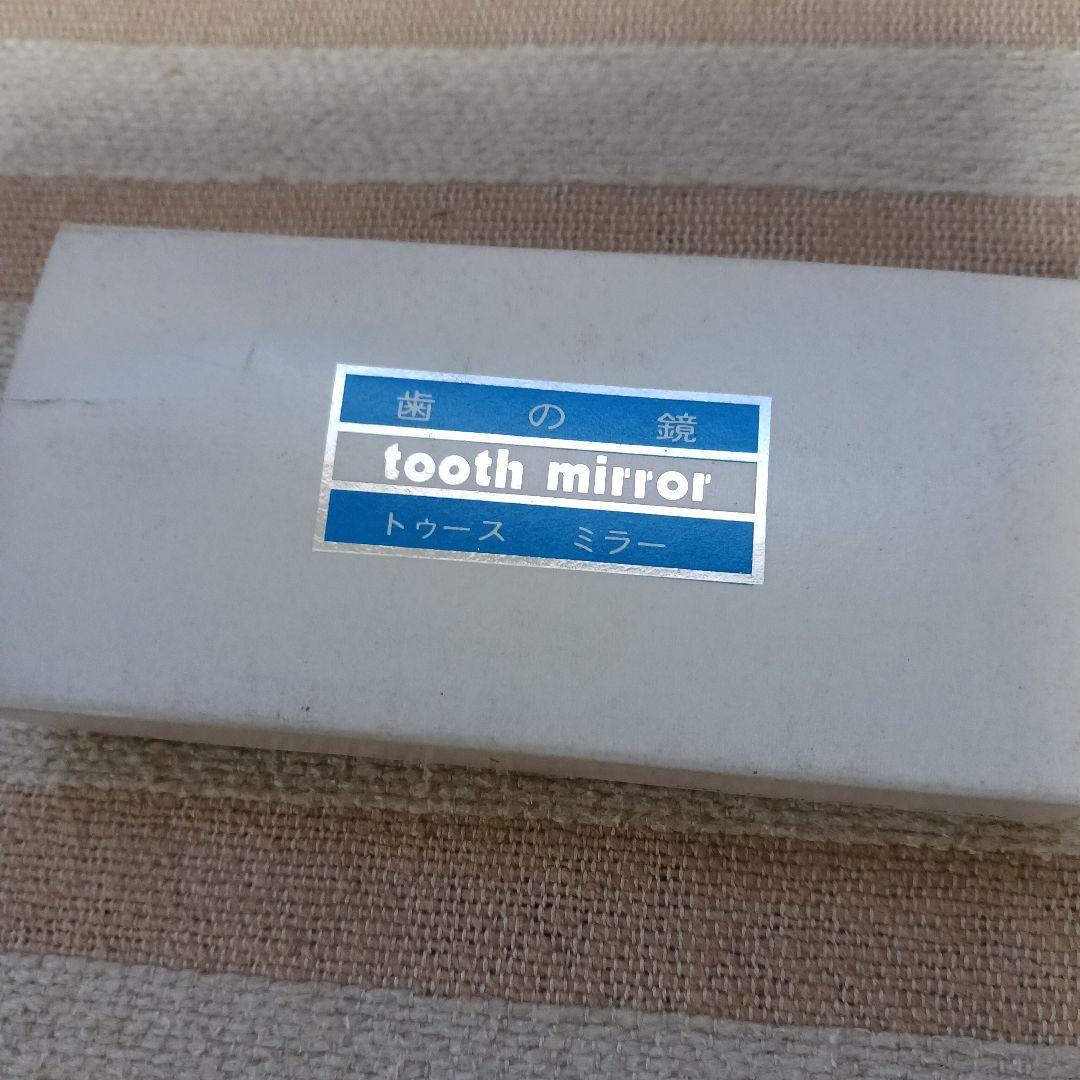 歯の鏡
tooth mirror
トゥース ミラー